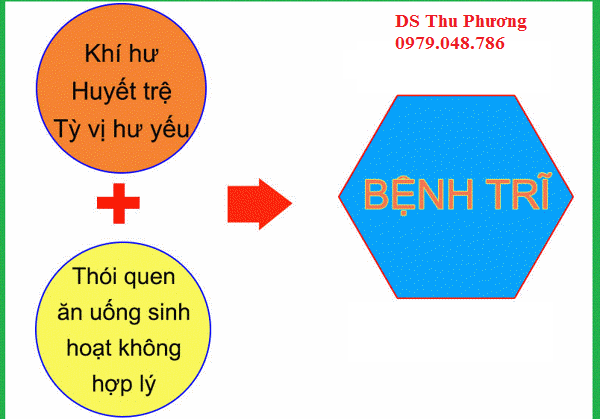 DS Thu Phương
0979.048.786
Khí hư
Huyết trệ
Tỳ vị hư yếu
BỆNH TRĨ
Thói quen
ăn uống sinh
hoạt không
hợp lý